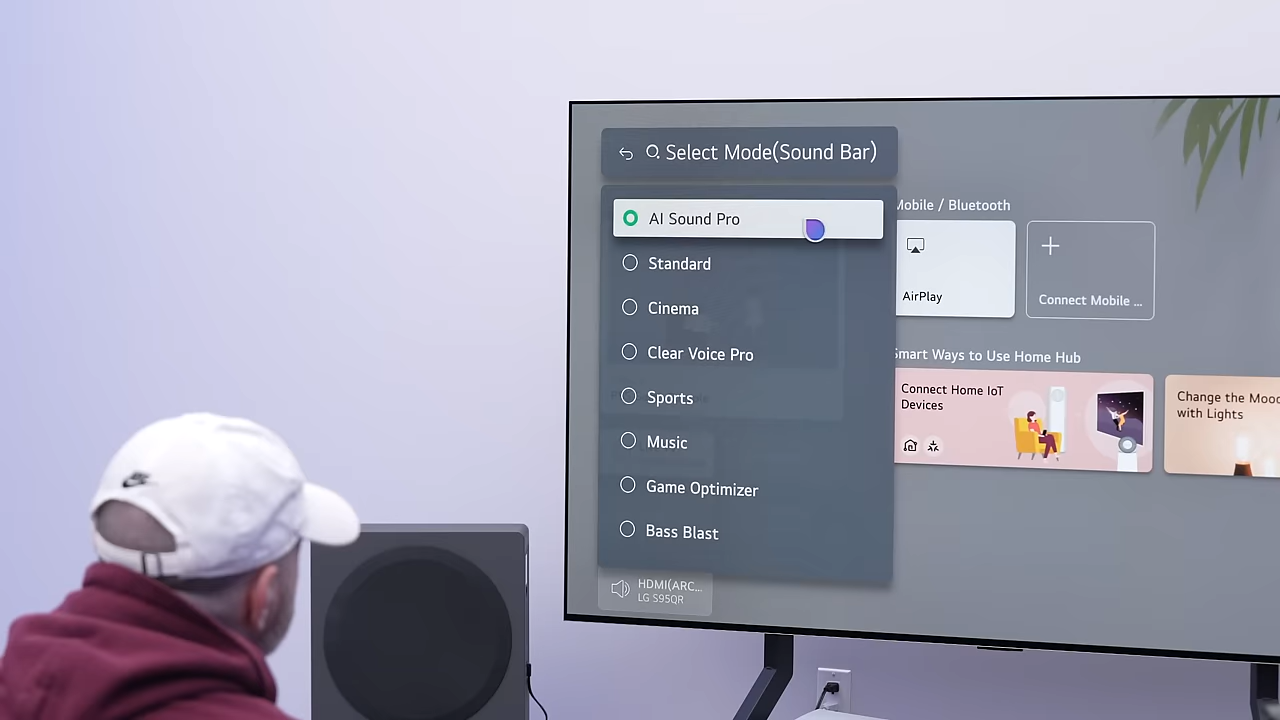 Select Mode(Sound Bar)
AI Sound Pro
Standard
Cinema
Clear Voice Pro
Sports
Music
Game Optimizer
Bass Blast
HDMI(ARC...
LG S95QR
Mobile / Bluetooth
AirPlay
Connect Mobile ...
Smart Ways to Use Home Hub
Connect Home IoT
Devices
Change the Mood
with Lights